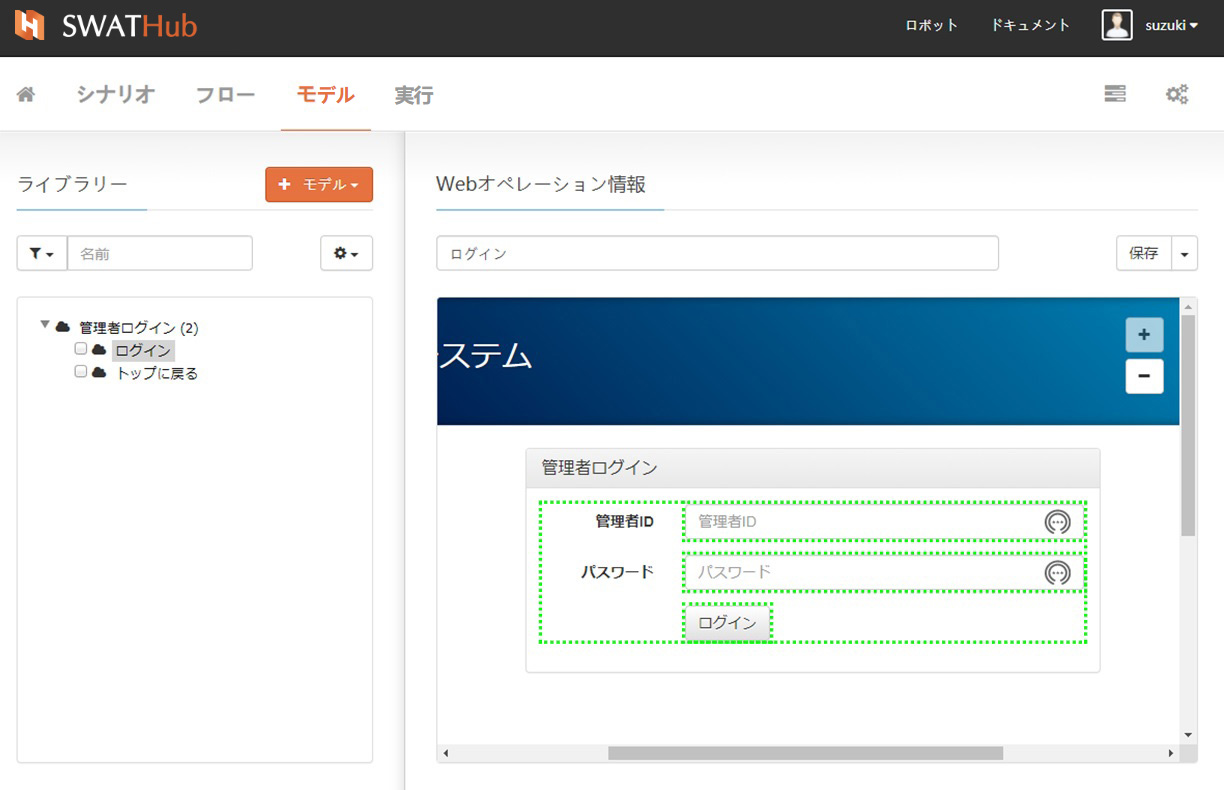 SWATHub
ロボット ドキュメント suzuki
シナリオ フロー モデル 実行
ライブラリー
+ モデル
名前
管理者ログイン (2)
ログイン
トップに戻る
Webオペレーション情報
ログイン
保存
ステム
+
-
管理者ログイン
管理者ID 管理者ID
パスワード パスワード
ログイン